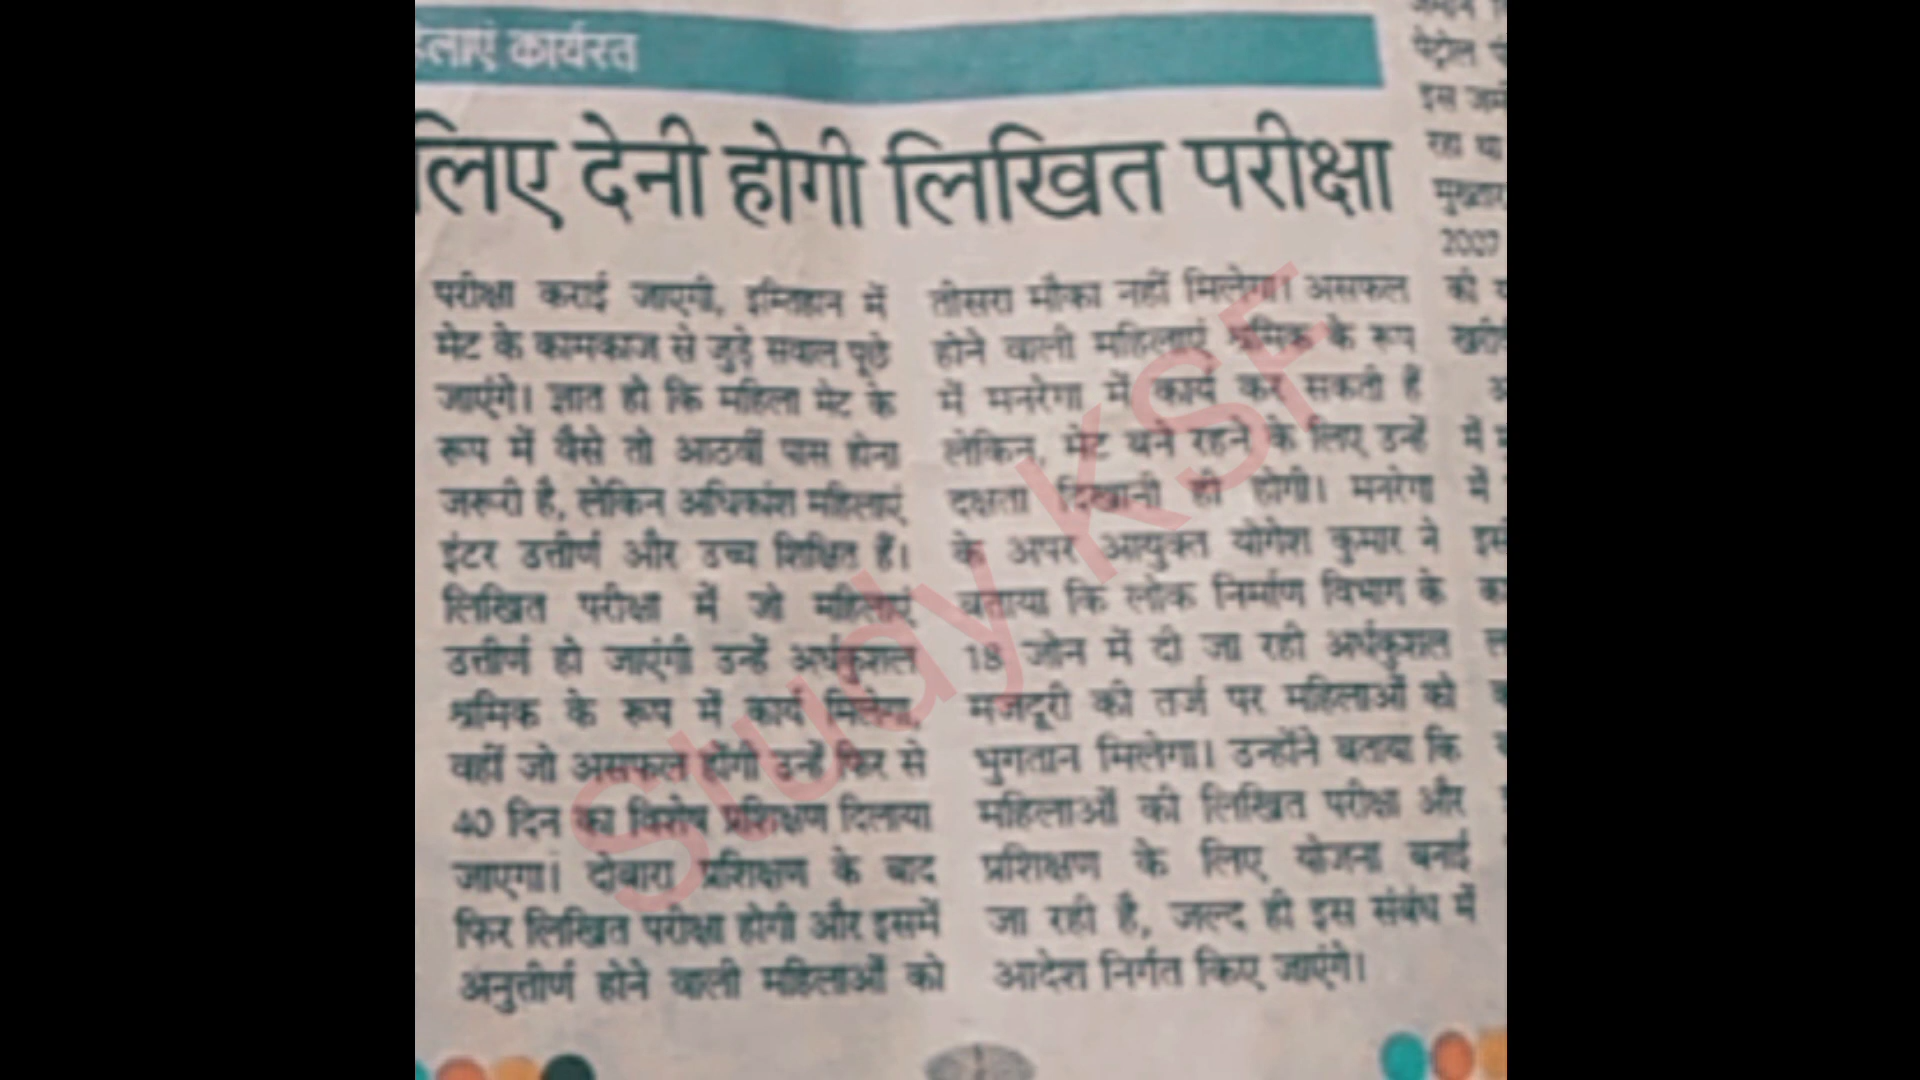 कार्यरत
लिए देनी होगी लिखित परीक्षा
परीक्षा कराई जाएगी, इम्तिहान में
मेट के कामकाज से जुड़े सवाल पूछे
जाएंगे। ज्ञात हो कि महिला मेट के
रूप में वैसे तो आठवीं पास होना
जरूरी है, लेकिन अधिकांश महिलाएं
इंटर उत्तीर्ण और उच्च शिक्षित हैं।
लिखित परीक्षा में जो महिलाएं
उत्तीर्ण हो जाएंगी उन्हें अर्धकुशल
श्रमिक के रूप में कार्य मिलेगा,
वहीं जो असफल होंगी उन्हें फिर से
40 दिन का विशेष प्रशिक्षण दिलाया
जाएगा। दोबारा प्रशिक्षण के बाद
फिर लिखित परीक्षा होगी और इसमें
अनुतीर्ण होने वाली महिलाओं को
तीसरा मौका नहीं मिलेगा। असफल
होने वाली महिलाएं श्रमिक के रूप
में मनरेगा में कार्य कर सकती हैं
लेकिन, मेट बने रहने के लिए उन्हें
दक्षता दिखानी ही होगी। मनरेगा
के अपर आयुक्त योगेश कुमार ने
बताया कि लोक निर्माण विभाग के
18 जोन में दी जा रही अर्धकुशल
मजदूरी की तर्ज पर महिलाओं को
भुगतान मिलेगा। उन्होंने बताया कि
महिलाओं की लिखित परीक्षा और
प्रशिक्षण के लिए योजना बनाई
जा रही है, जल्द ही इस संबंध में
आदेश निर्गत किए जाएंगे।
पेट्रोल
इस
रहा था
2007
की
में
में
Study KSF